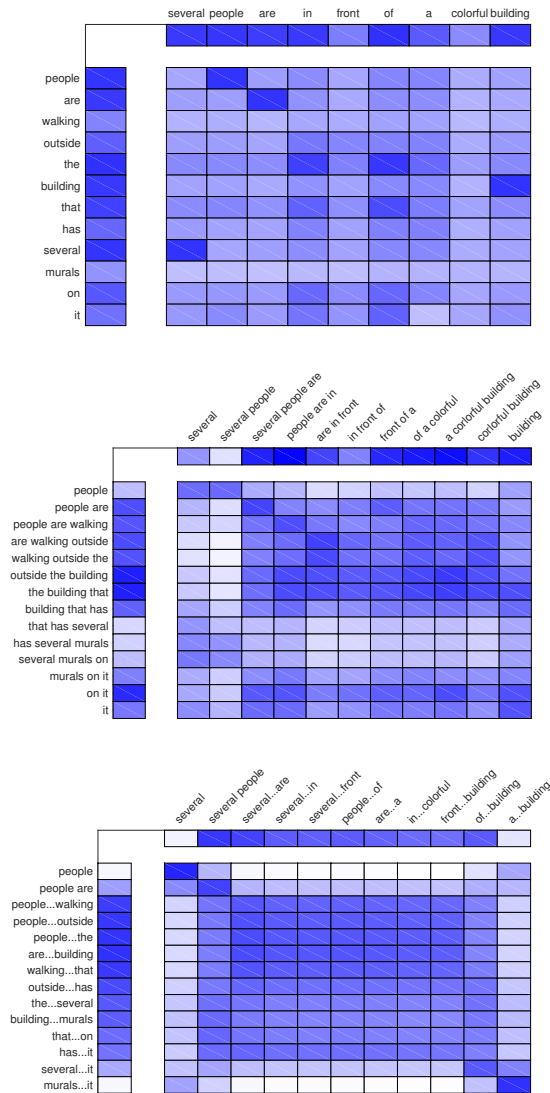 several people are in front of a colorful building
people
are
walking
outside
the
building
that
has
several
murals
on
it
several
several people
several people are
people are in
are in front
in front of
front of a
of a colorful
a colorful building
corlorful building
building
people
people are
people are walking
are walking outside
walking outside the
outside the building
the building that
building that has
that has several
has several murals
several murals on
murals on it
on it
it
several
several people
several...are
several...in
several...front
people...of
are...a
in...colorful
front...building
of...building
a...building
people
people are
people...walking
people...outside
people...the
are...building
walking...that
outside...has
the...several
building...murals
that...on
has...it
several...it
murals...it